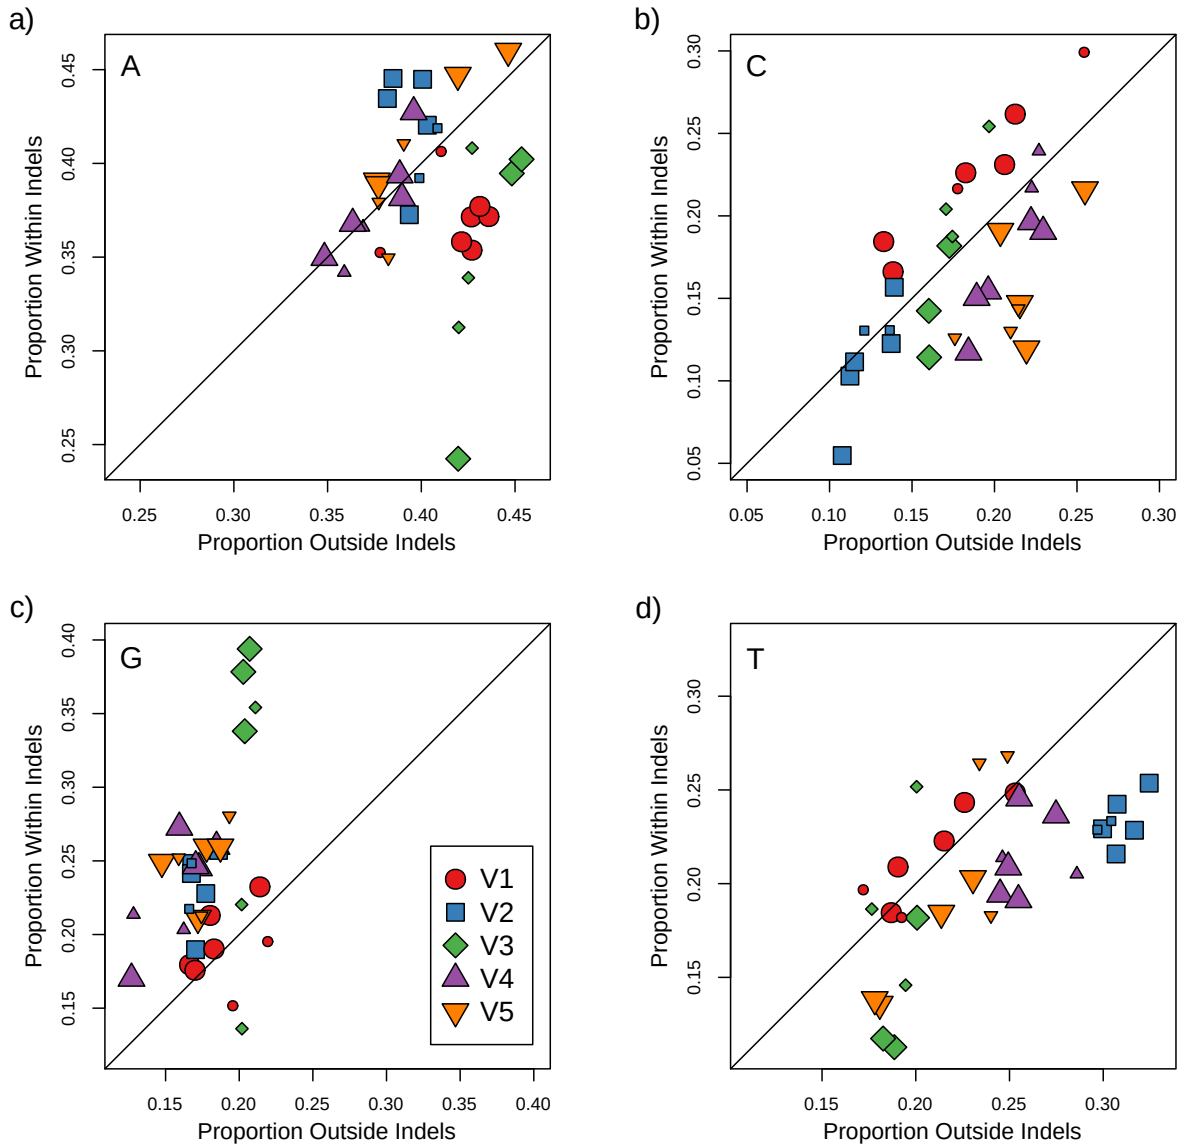 a)
A
0.45
0.40
0.35
0.30
0.25
Proportion Within Indels
0.25 0.30 0.35 0.40 0.45
Proportion Outside Indels
b)
C
0.30
0.25
0.20
0.15
0.10
0.05
Proportion Within Indels
0.05 0.10 0.15 0.20 0.25 0.30
Proportion Outside Indels
c)
G
0.40
0.35
0.30
0.25
0.20
0.15
Proportion Within Indels
V1
V2
V3
V4
V5
0.15 0.20 0.25 0.30 0.35 0.40
Proportion Outside Indels
d)
T
0.30
0.25
0.20
0.15
Proportion Within Indels
0.15 0.20 0.25 0.30
Proportion Outside Indels